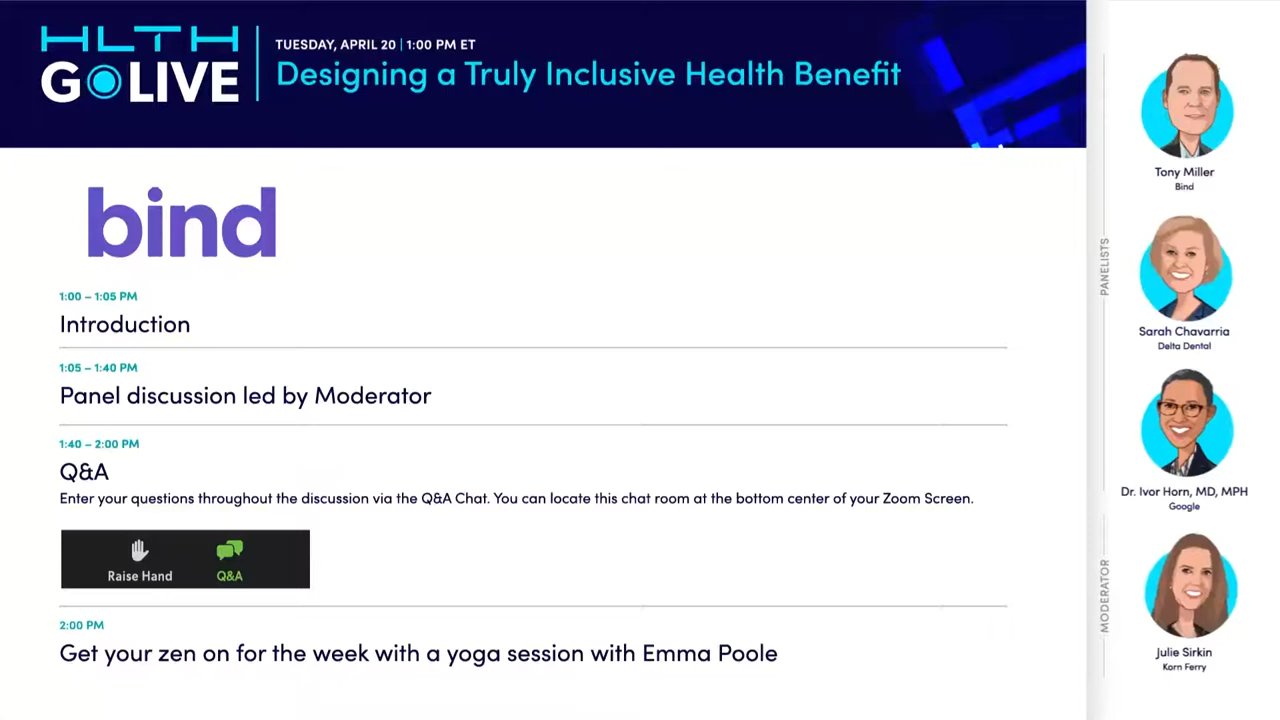 HLTH
GO LIVE
TUESDAY, APRIL 20 | 1:00 PM ET
Designing a Truly Inclusive Health Benefit
bind
1:00 – 1:05 PM
Introduction
1:05 – 1:40 PM
Panel discussion led by Moderator
1:40 – 2:00 PM
Q&A
Enter your questions throughout the discussion via the Q&A Chat. You can locate this chat room at the bottom center of your Zoom Screen.
Raise Hand
Q&A
2:00 PM
Get your zen on for the week with a yoga session with Emma Poole
PANELISTS
Tony Miller
Bind
Sarah Chavarria
Delta Dental
Dr. Ivor Horn, MD, MPH
Google
MODERATOR
Julie Sirkin
Korn Ferry